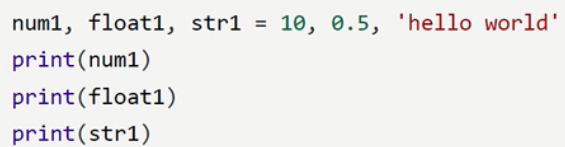 num1, float1, str1 = 10, 0.5, 'hello world'
print(num1)
print(float1)
print(str1)